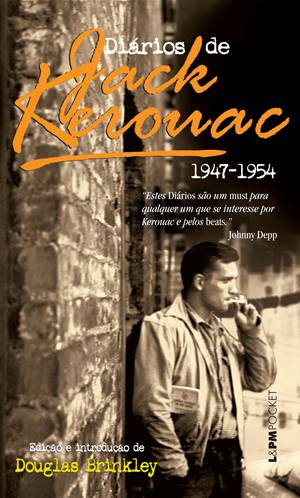 Diários de
Jack
Kerouac
1947-1954
"Estes Diários são um must para
qualquer um que se interesse por
Kerouac e pelos beats."
Johnny Depp
L&PM POCKET
Edição e introdução de
Douglas Brinkley